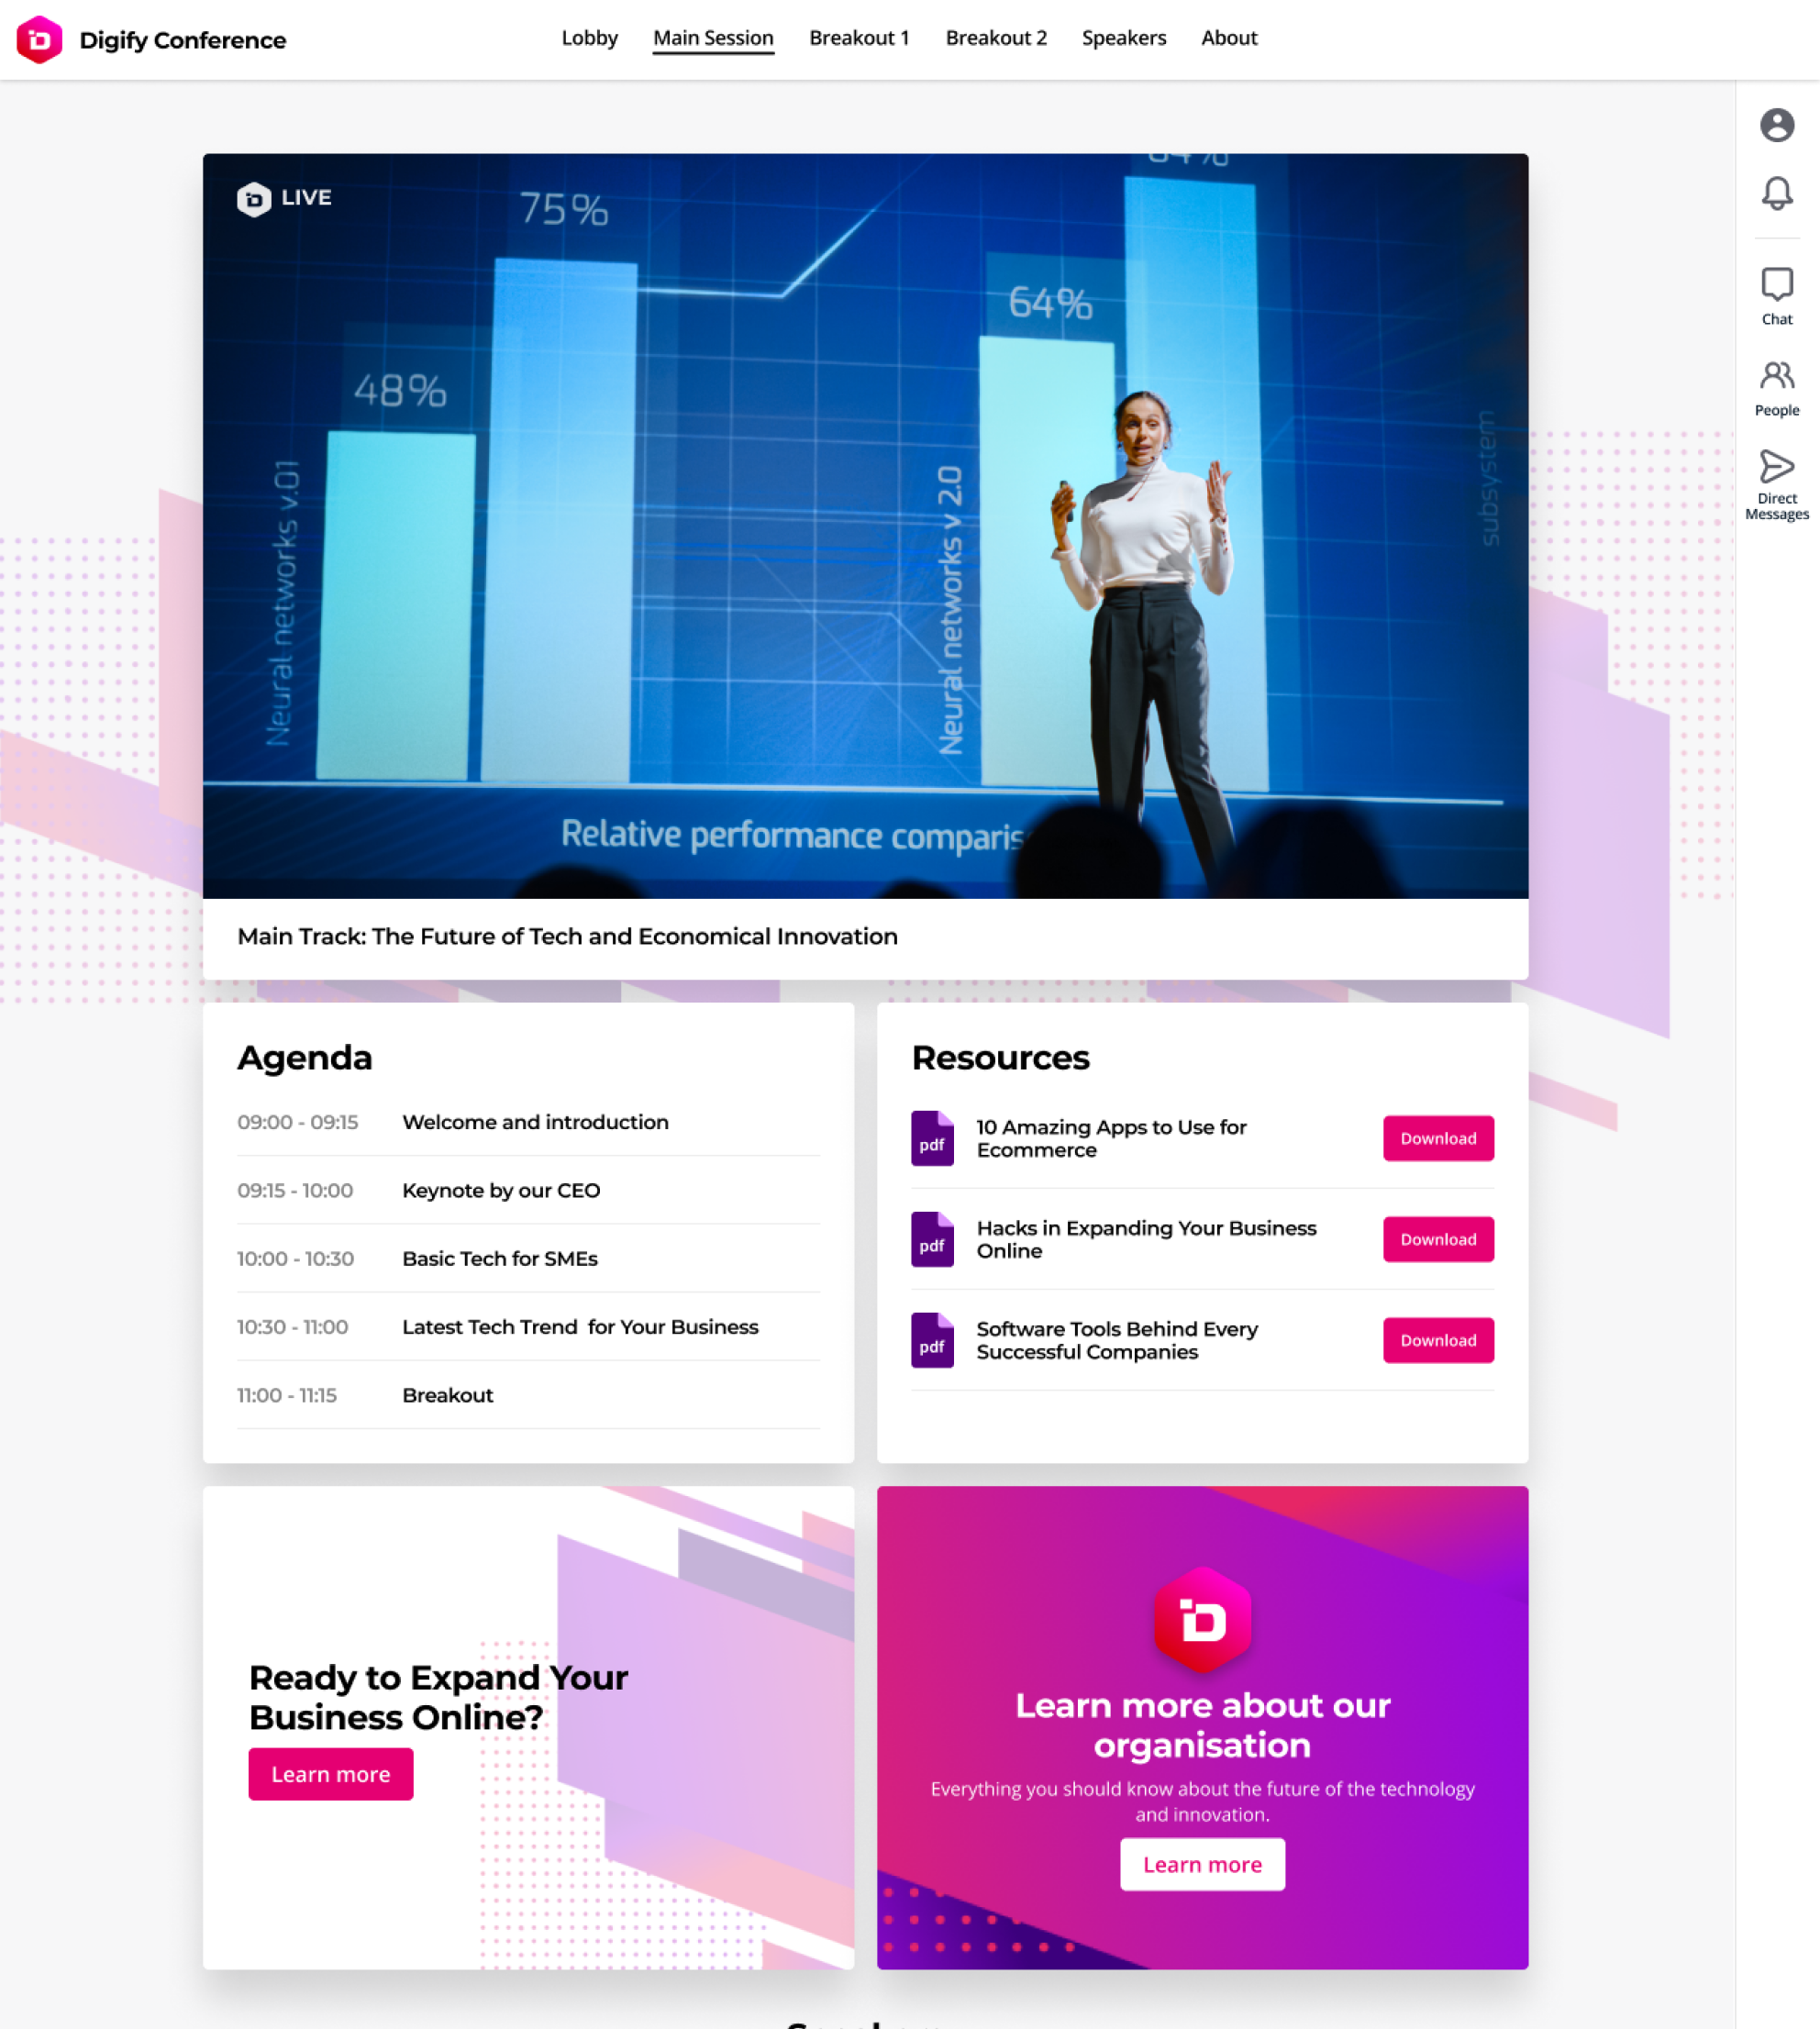 Digify Conference
Lobby Main Session Breakout 1 Breakout 2 Speakers About
LIVE
75%
64%
48%
Neural networks v.01
Neural networks v 2.0
subsystem
Relative performance
Chat
People
Direct
Messages
Main Track: The Future of Tech and Economical Innovation
Agenda
09:00 - 09:15 Welcome and introduction
09:15 - 10:00 Keynote by our CEO
10:00 - 10:30 Basic Tech for SMEs
10:30 - 11:00 Latest Tech Trend  for Your Business
11:00 - 11:15 Breakout
Resources
pdf
10 Amazing Apps to Use for
Ecommerce
Download
pdf
Hacks in Expanding Your Business
Online
Download
pdf
Software Tools Behind Every
Successful Companies
Download
Ready to Expand Your
Business Online?
Learn more
Learn more about our
organisation
Everything you should know about the future of the technology
and innovation.
Learn more